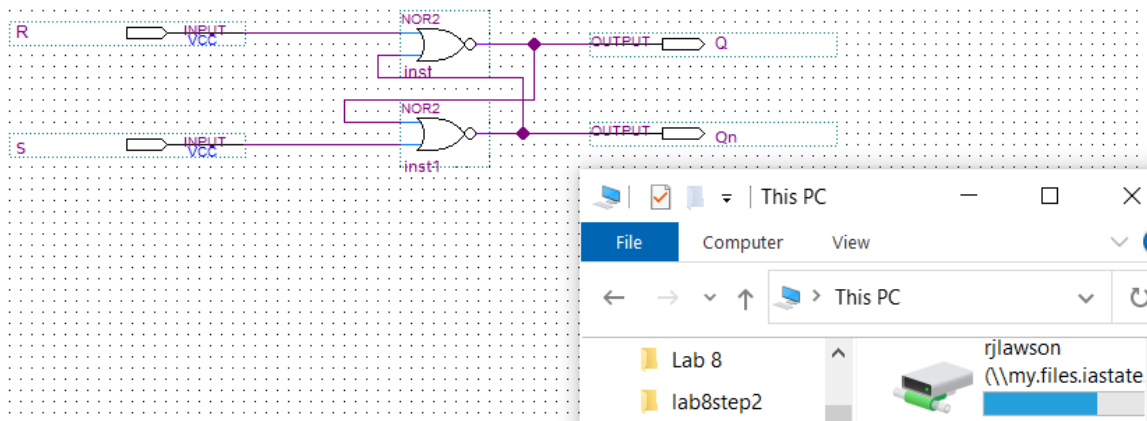 NOR2
R
INPUT
VCC
OUTPUT
Q
inst
NOR2
S
INPUT
VCC
OUTPUT
Qn
inst1
This PC
File
Computer
View
This PC
Lab 8
lab8step2
rjlawson
(\\my.files.iastate